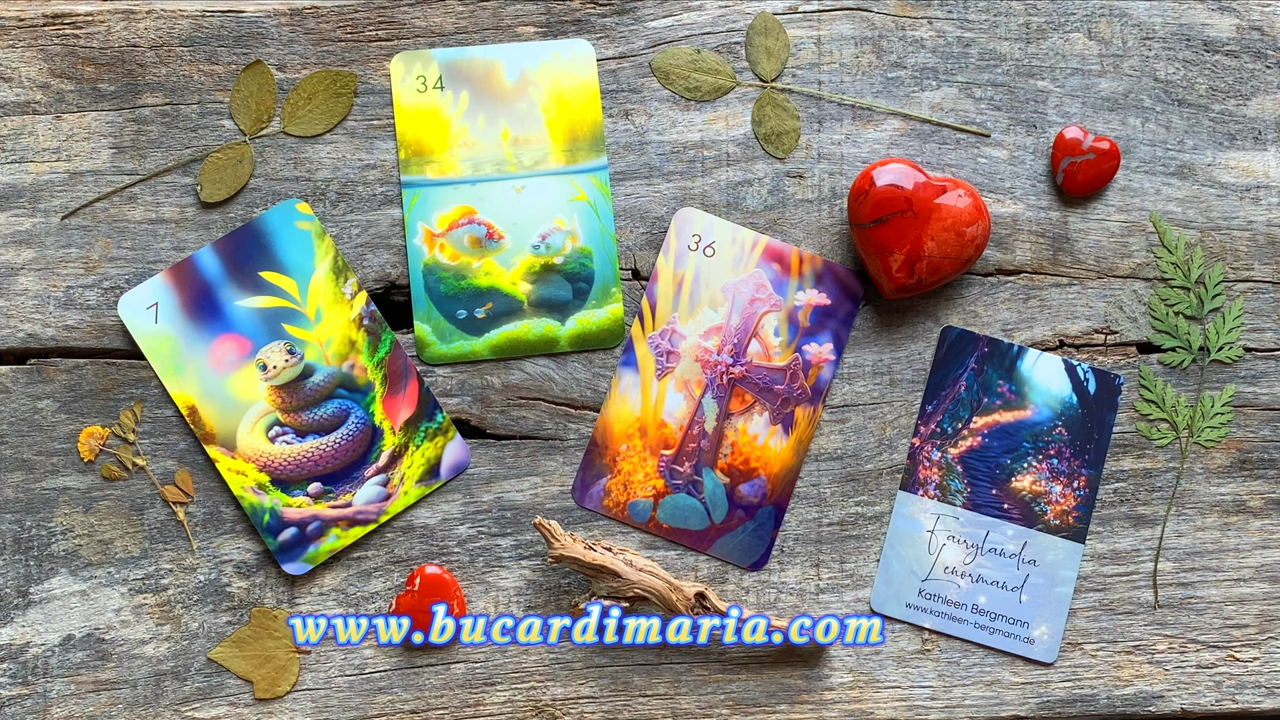 34
7
36
Fairylandia
Lenormand
Kathleen Bergmann
www.kathleen-bergmann.de
www.bucardimaria.com